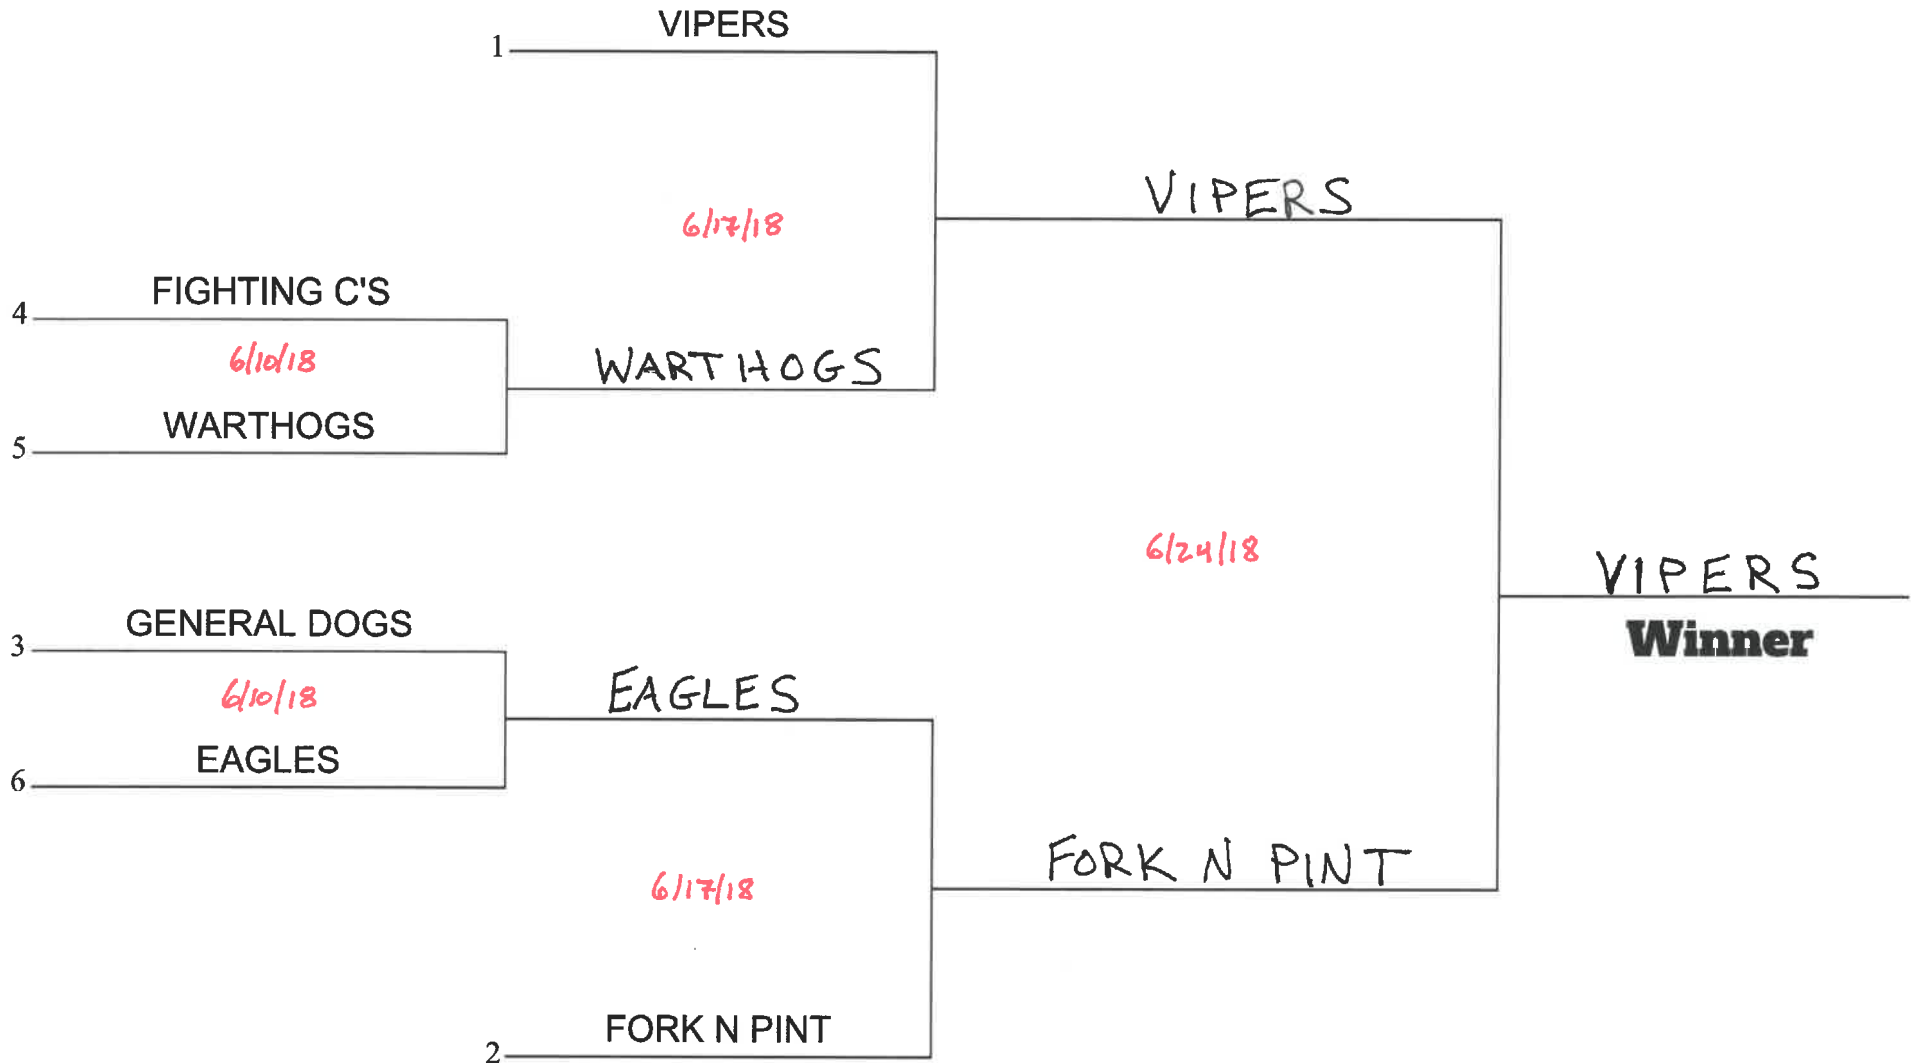 VIPERS
1
VIPERS
6/17/18
FIGHTING C'S
4
6/10/18
WARTHOGS
WARTHOGS
5
6/24/18
VIPERS
Winner
GENERAL DOGS
3
EAGLES
6/10/18
EAGLES
6
FORK N PINT
6/17/18
FORK N PINT
2